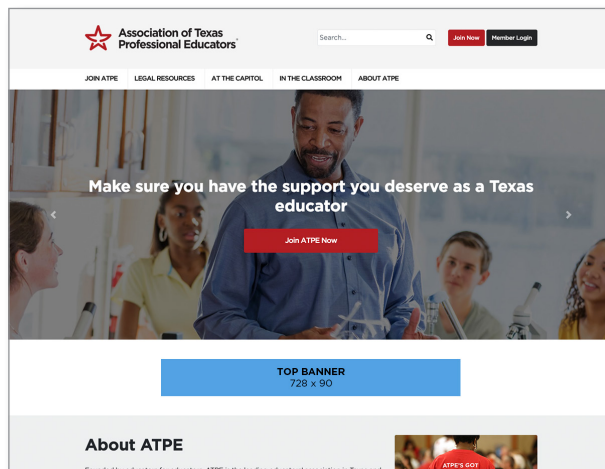 Association of Texas
Professional Educators
Search...
Join Now
Member Login
JOIN ATPE
LEGAL RESOURCES
AT THE CAPITOL
IN THE CLASSROOM
ABOUT ATPE
Make sure you have the support you deserve as a Texas
educator
Join ATPE Now
TOP BANNER
728 x 90
About ATPE
ATPE'S GOT